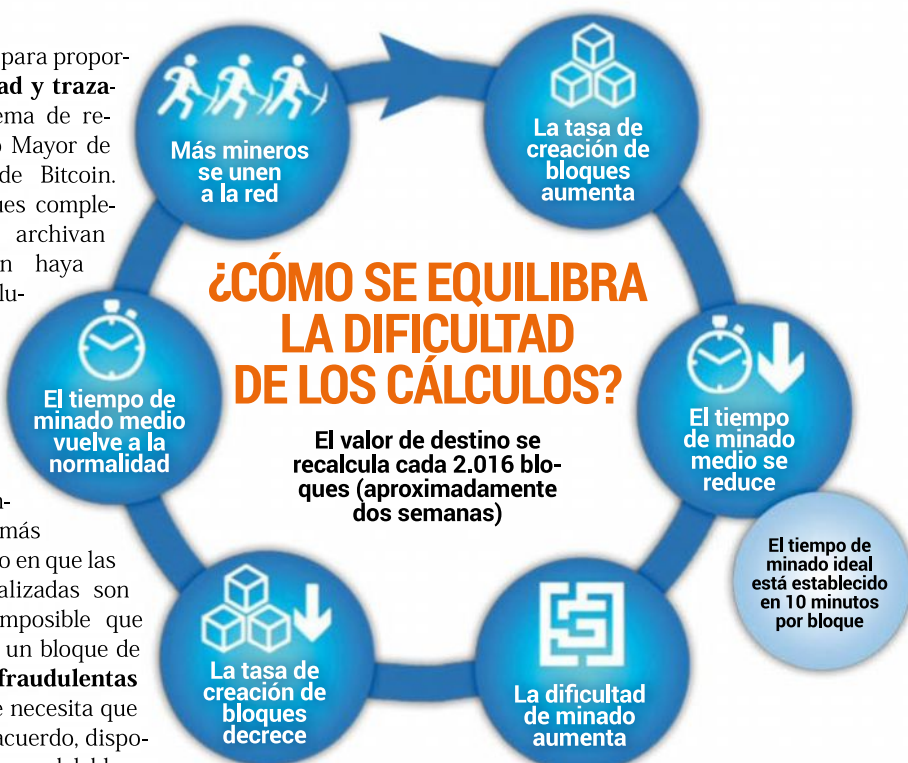 para propor-
ad y traza-
ema de re-
o Mayor de
de Bitcoin.
ues comple-
archivan
n haya
lu-
n-
más
o en que las
alizadas son
mposible que
un bloque de
fraudulentas
e necesita que
acuerdo, dispo-
¿CÓMO SE EQUILIBRA
LA DIFICULTAD
DE LOS CÁLCULOS?
El valor de destino se
recalcula cada 2.016 blo-
ques (aproximadamente
dos semanas)
Más mineros
se unen
a la red
La tasa de
creación de
bloques
aumenta
El tiempo
de minado
medio se
reduce
El tiempo de
minado ideal
está establecido
en 10 minutos
por bloque
La dificultad
de minado
aumenta
La tasa de
creación de
bloques
decrece
El tiempo de
minado medio
vuelve a la
normalidad